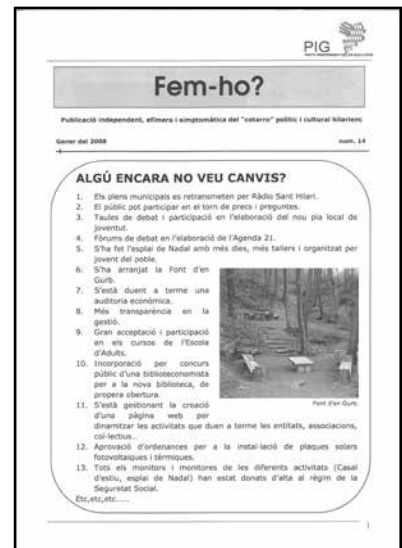 PIG
Fem-ho?
Publicació independent, efímera i simptomàtica del "cotarro" polític i cultural hilarienc
Gener del 2008
num. 14
ALGÚ ENCARA NO VEU CANVIS?
1. Els plens municipals es retransmeten per Ràdio Sant Hilari.
2. El públic pot participar en el torn de precs i preguntes.
3. Taules de debat i participació en l'elaboració del nou pla local de
joventut.
4. Fòrums de debat en l'elaboració de l'Agenda 21.
5. S'ha fet l'esplai de Nadal amb més dies, més tallers i organitzat per
jovent del poble.
6. S'ha arranjat la Font d'en
Gurb.
7. S'està duent a terme una
auditoria econòmica.
8. Més transparència en la
gestió.
9. Gran acceptació i participació
en els cursos de l'Escola
d'Adults.
10. Incorporació per concurs
públic d'una biblioteconomista
per a la nova biblioteca, de
propera obertura.
Font d'en Gurb.
11. S'està gestionant la creació
d'una pàgina web per
dinamitzar les activitats que duen a terme les entitats, associacions,
col·lectius..
12. Aprovació d'ordenances per a la instal·lació de plaques solars
fotovoltaiques i tèrmiques.
13. Tots els monitors i monitores de les diferents activitats (Casal
d'estiu, esplai de Nadal) han estat donats d'alta al règim de la
Seguretat Social.
Etc,etc,etc.....
1